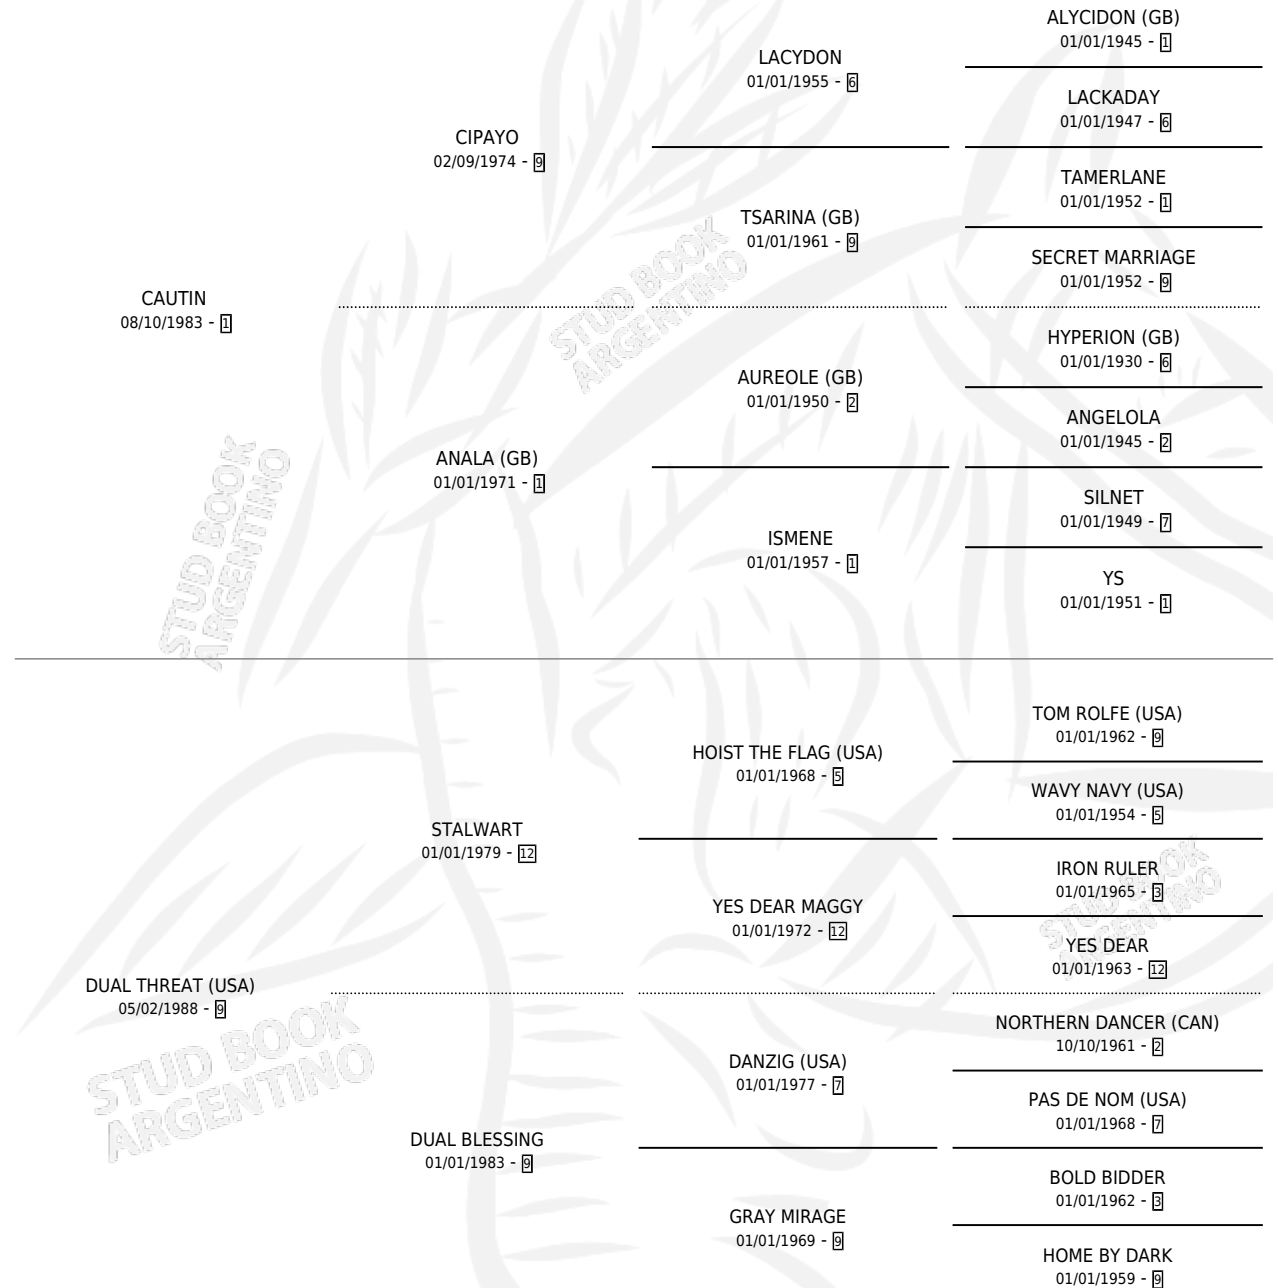 ALYCIDON (GB)
01/01/1945 - 1
LACYDON
01/01/1955 - 6
LACKADAY
01/01/1947 - 6
CIPAYO
02/09/1974 - 9
TAMERLANE
01/01/1952 - 1
TSARINA (GB)
01/01/1961 - 9
SECRET MARRIAGE
01/01/1952 - 9
CAUTIN
08/10/1983 - 1
STUD BOOK
ARGENTINO
HYPERION (GB)
01/01/1930 - 6
AUREOLE (GB)
01/01/1950 - 2
ANGELOLA
01/01/1945 - 2
ANALA (GB)
01/01/1971 - 1
SILNET
01/01/1949 - 7
ISMENE
01/01/1957 - 1
YS
01/01/1951 - 1
STUD BOOK
ARGENTINO
TOM ROLFE (USA)
01/01/1962 - 9
HOIST THE FLAG (USA)
01/01/1968 - 5
WAVY NAVY (USA)
01/01/1954 - 5
STALWART
01/01/1979 - 12
IRON RULER
01/01/1965 - 3
YES DEAR MAGGY
01/01/1972 - 12
STUD BOOK
ARGENTINO
YES DEAR
01/01/1963 - 12
DUAL THREAT (USA)
05/02/1988 - 9
STUD BOOK
ARGENTINO
NORTHERN DANCER (CAN)
10/10/1961 - 2
DANZIG (USA)
01/01/1977 - 7
PAS DE NOM (USA)
01/01/1968 - 7
DUAL BLESSING
01/01/1983 - 9
BOLD BIDDER
01/01/1962 - 3
GRAY MIRAGE
01/01/1969 - 9
HOME BY DARK
01/01/1959 - 9